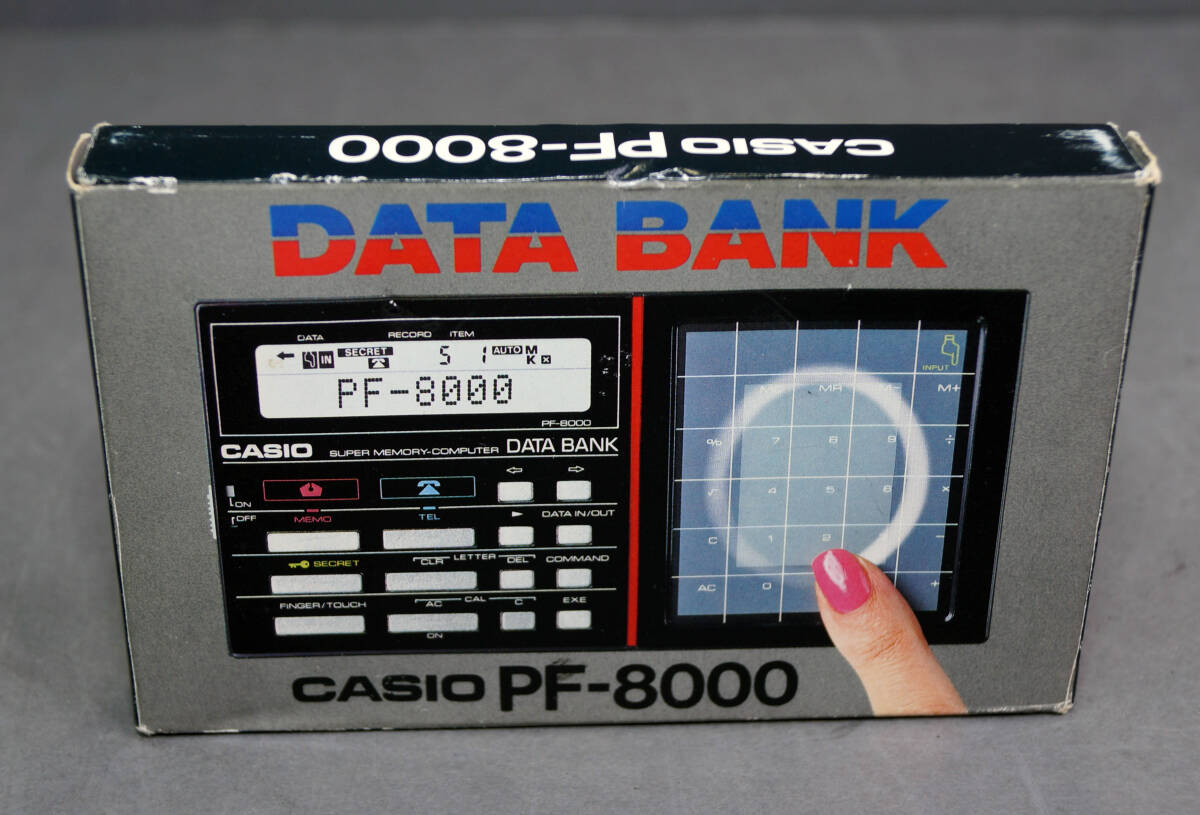 CASIO PF-8000
DATA BANK
DATA RECORD ITEM
IN SECRET 51 AUTO M
K
PF-8000
PF-8000
CASIO SUPER MEMORY-COMPUTER DATA BANK
ON
OFF
MEMO TEL DATA IN/OUT
SECRET CLR LETTER DEL COMMAND
FINGER/TOUCH AC CAL C EXE
ON
INPUT
MR M- M+
% 7 8 9 ÷
√ 4 5 6 ×
C 1 2 −
AC 0 +
CASIO PF-8000